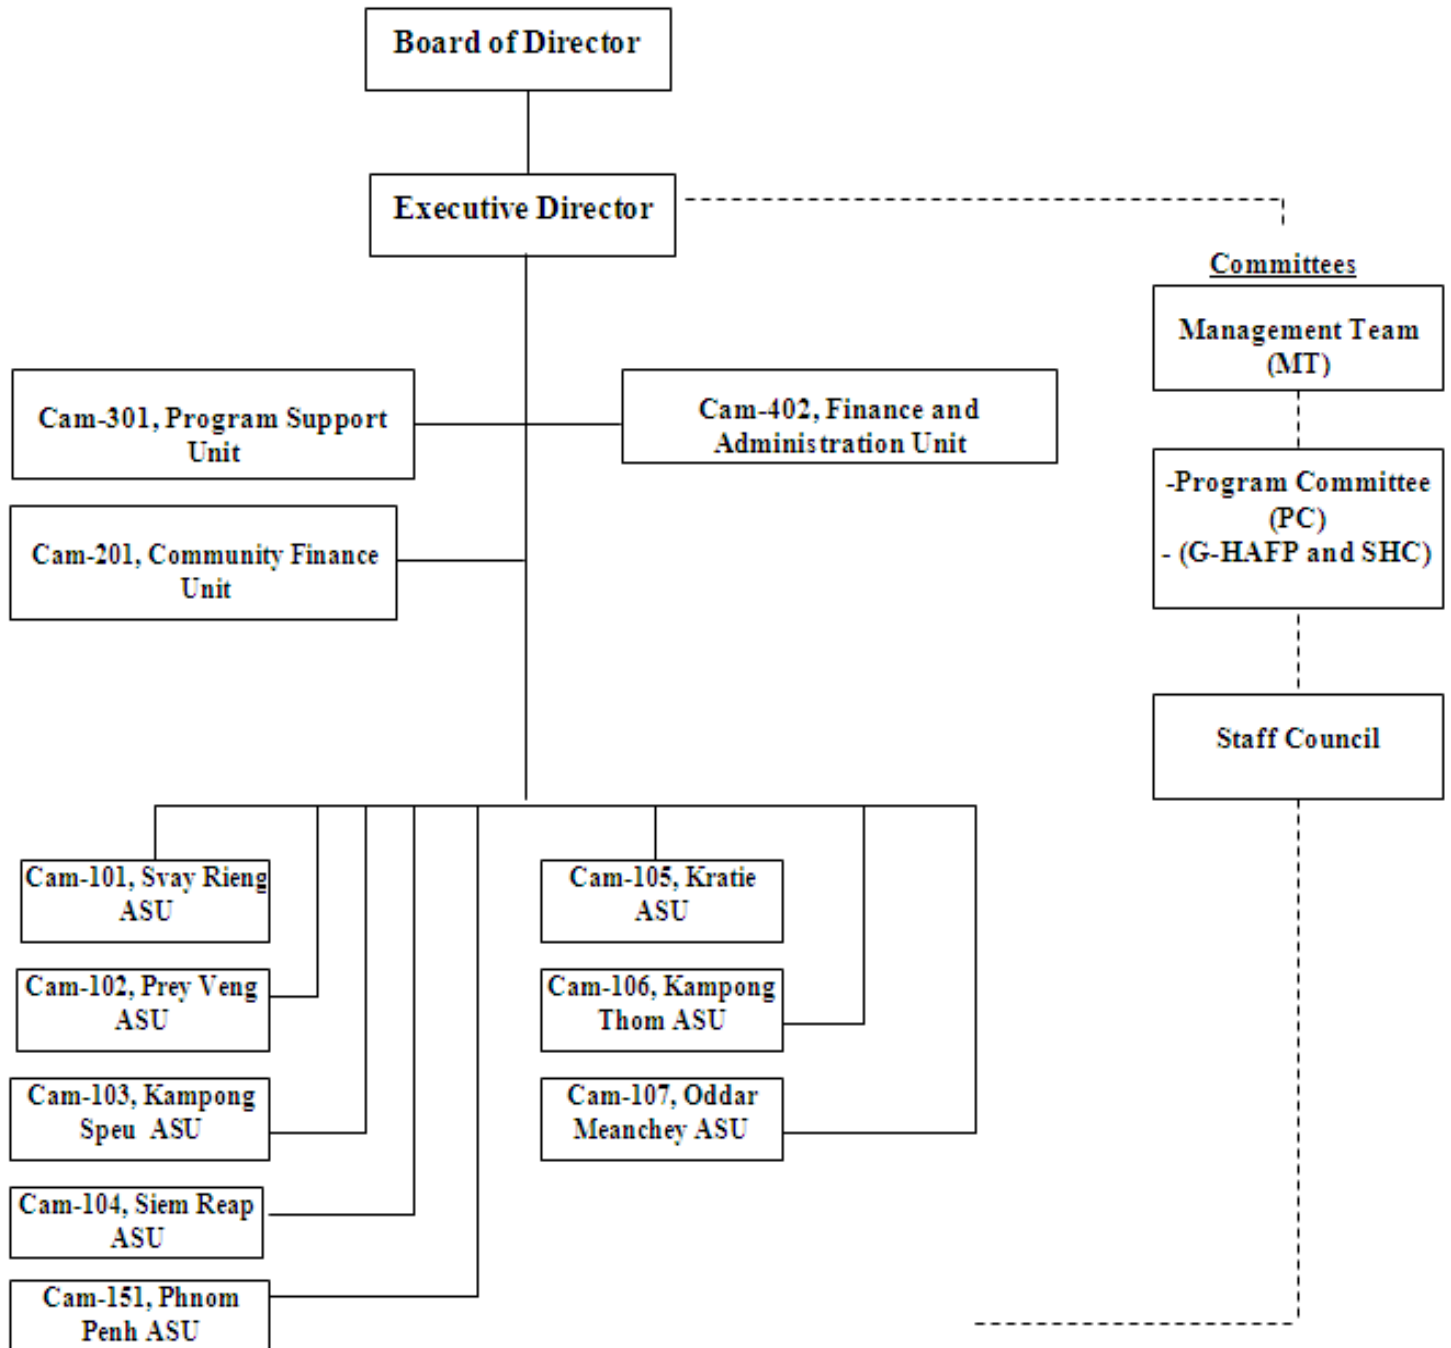 Board of Director
Executive Director
Committees
Management Team
(MT)
Cam-301, Program Support
Unit
Cam-402, Finance and
Administration Unit
-Program Committee
(PC)
- (G-HAFP and SHC)
Cam-201, Community Finance
Unit
Staff Council
Cam-101, Svay Rieng
ASU
Cam-102, Prey Veng
ASU
Cam-103, Kampong
Speu ASU
Cam-104, Siem Reap
ASU
Cam-151, Phnom
Penh ASU
Cam-105, Kratie
ASU
Cam-106, Kampong
Thom ASU
Cam-107, Oddar
Meanchey ASU